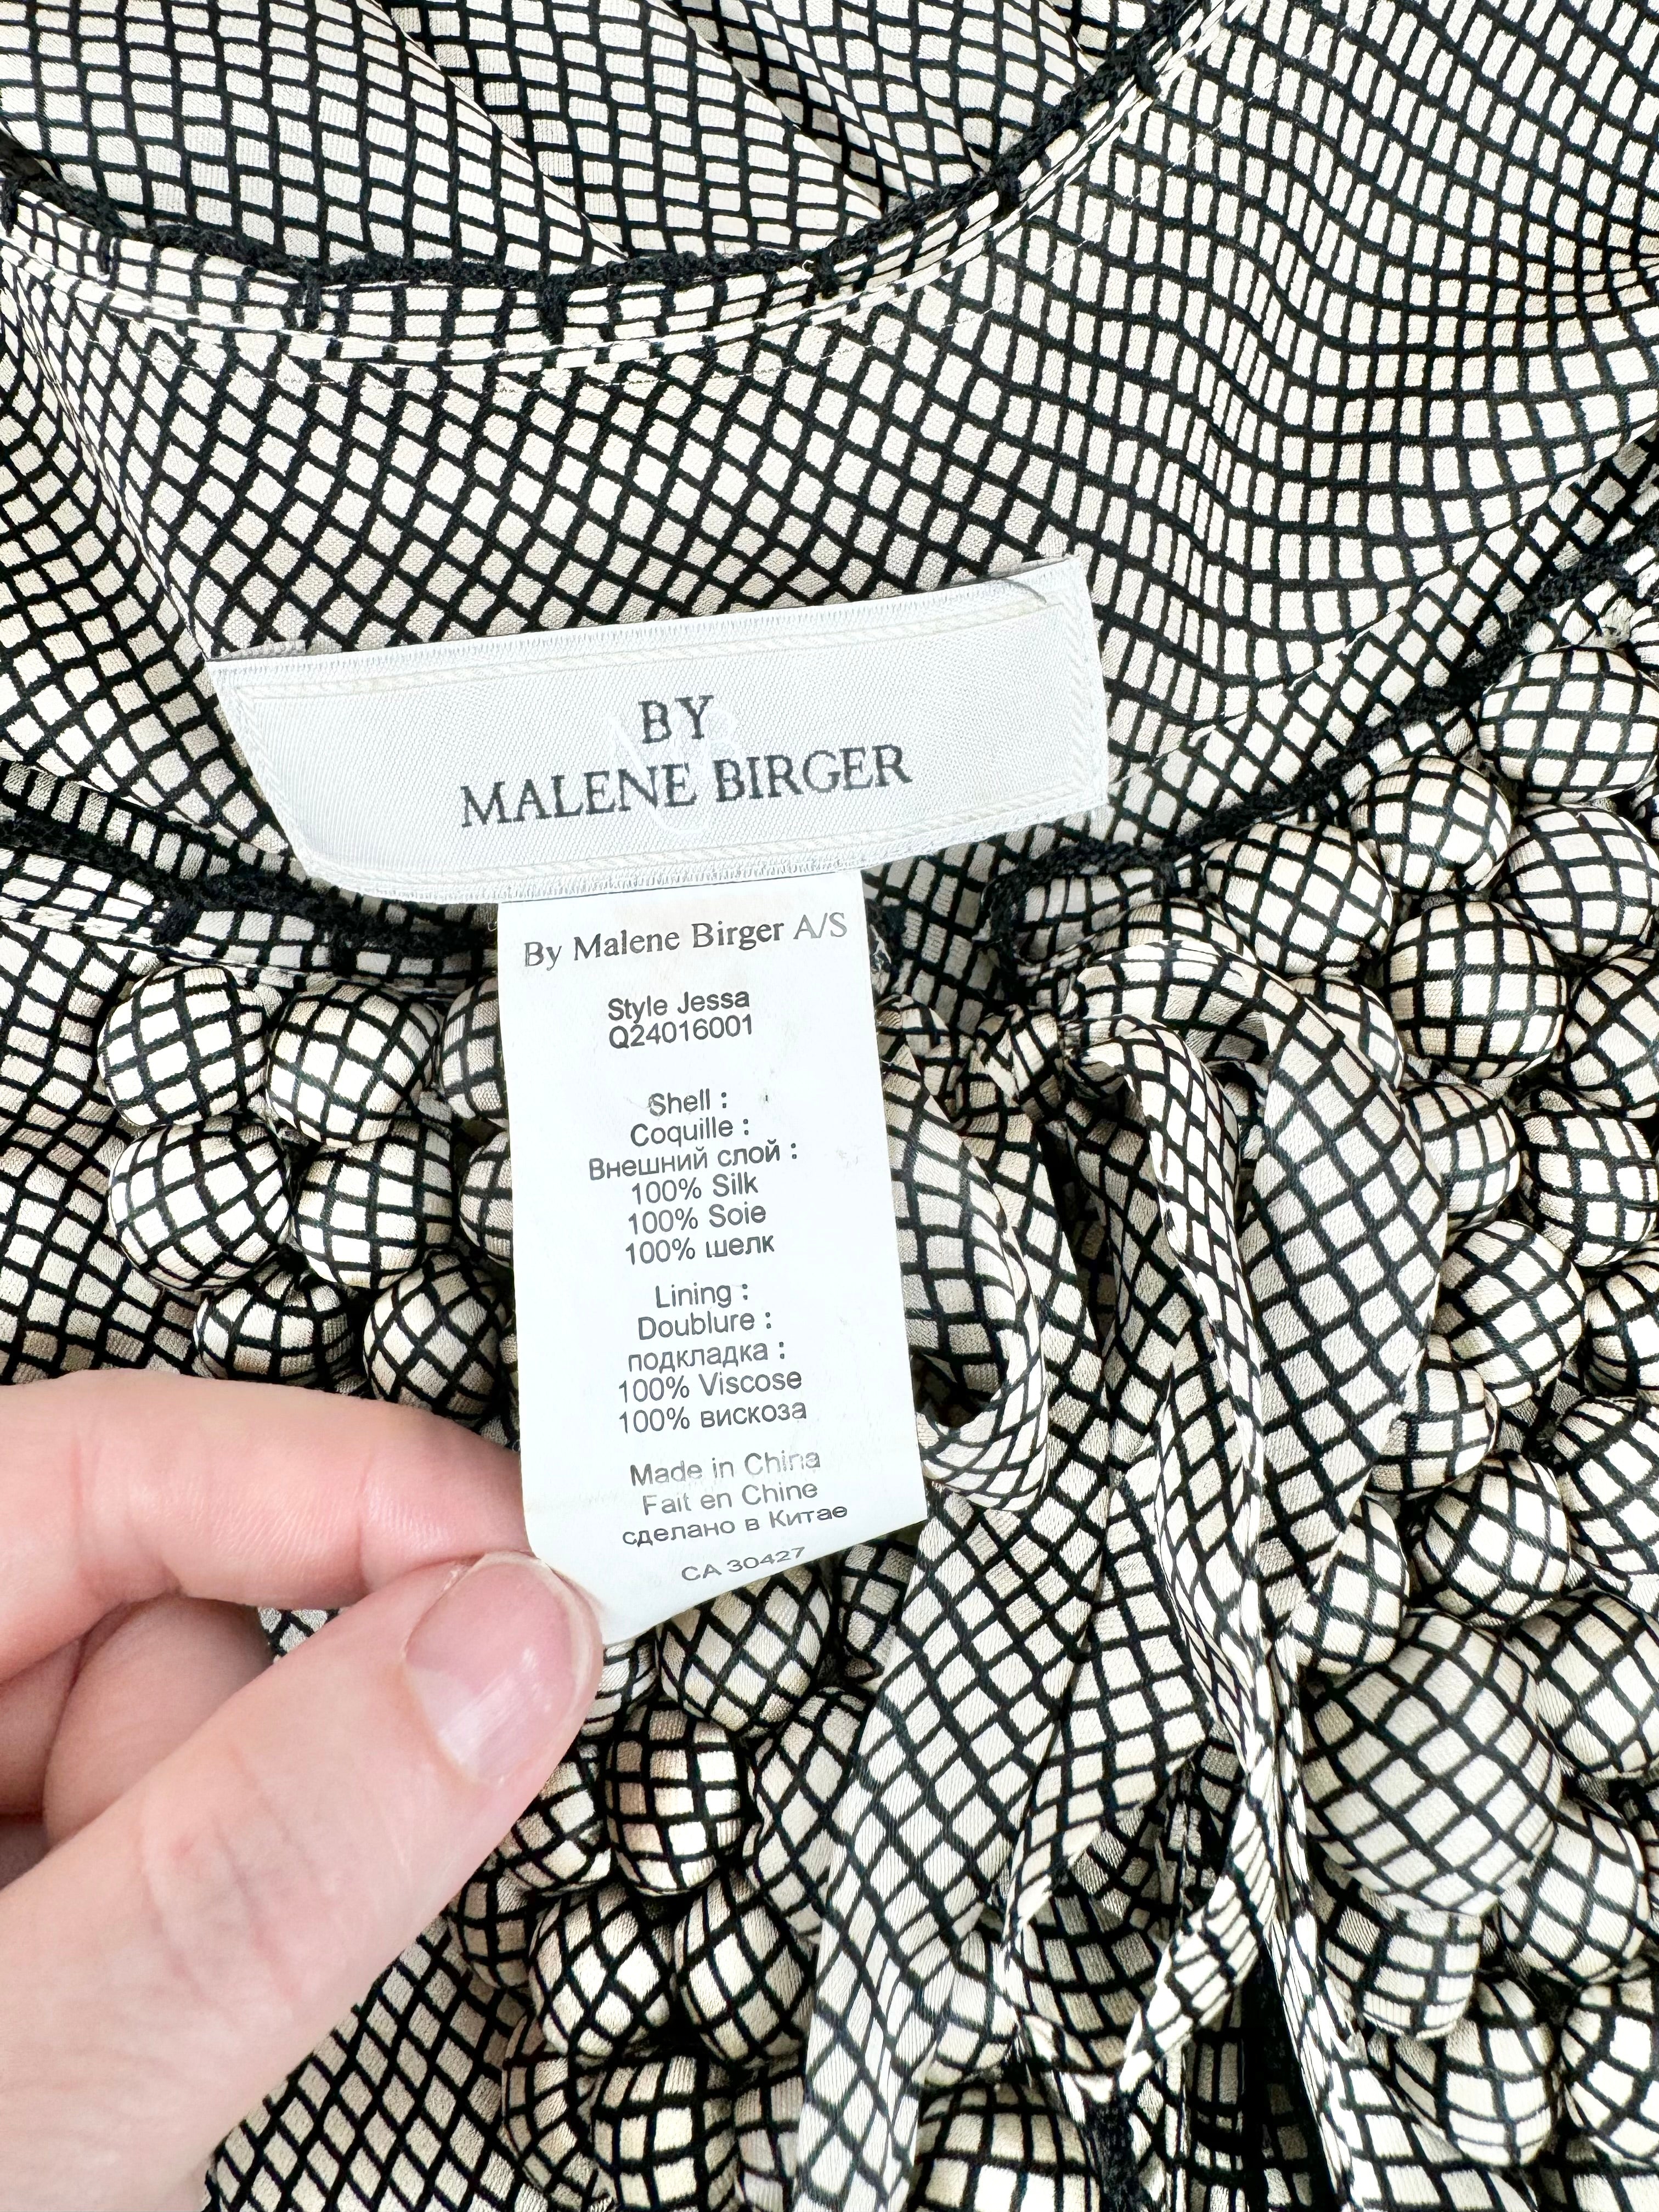 BY
MALENE BIRGER
By Malene Birger A/S
Style Jessa
Q24016001
Shell :
Coquille :
Внешний слой :
100% Silk
100% Soie
100% шелк
Lining :
Doublure :
подкладка :
100% Viscose
100% вискоза
Made in China
Fait en Chine
сделано в Китае
CA 30427